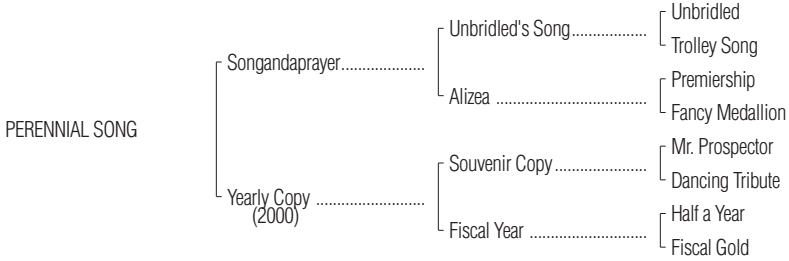 Unbridled
Unbridled's Song...................
Trolley Song
Songandaprayer.....................
Premiership
Alizea ......................................
Fancy Medallion
PERENNIAL SONG
Mr. Prospector
Souvenir Copy.......................
Dancing Tribute
Yearly Copy ...........................
(2000)
Half a Year
Fiscal Year .............................
Fiscal Gold